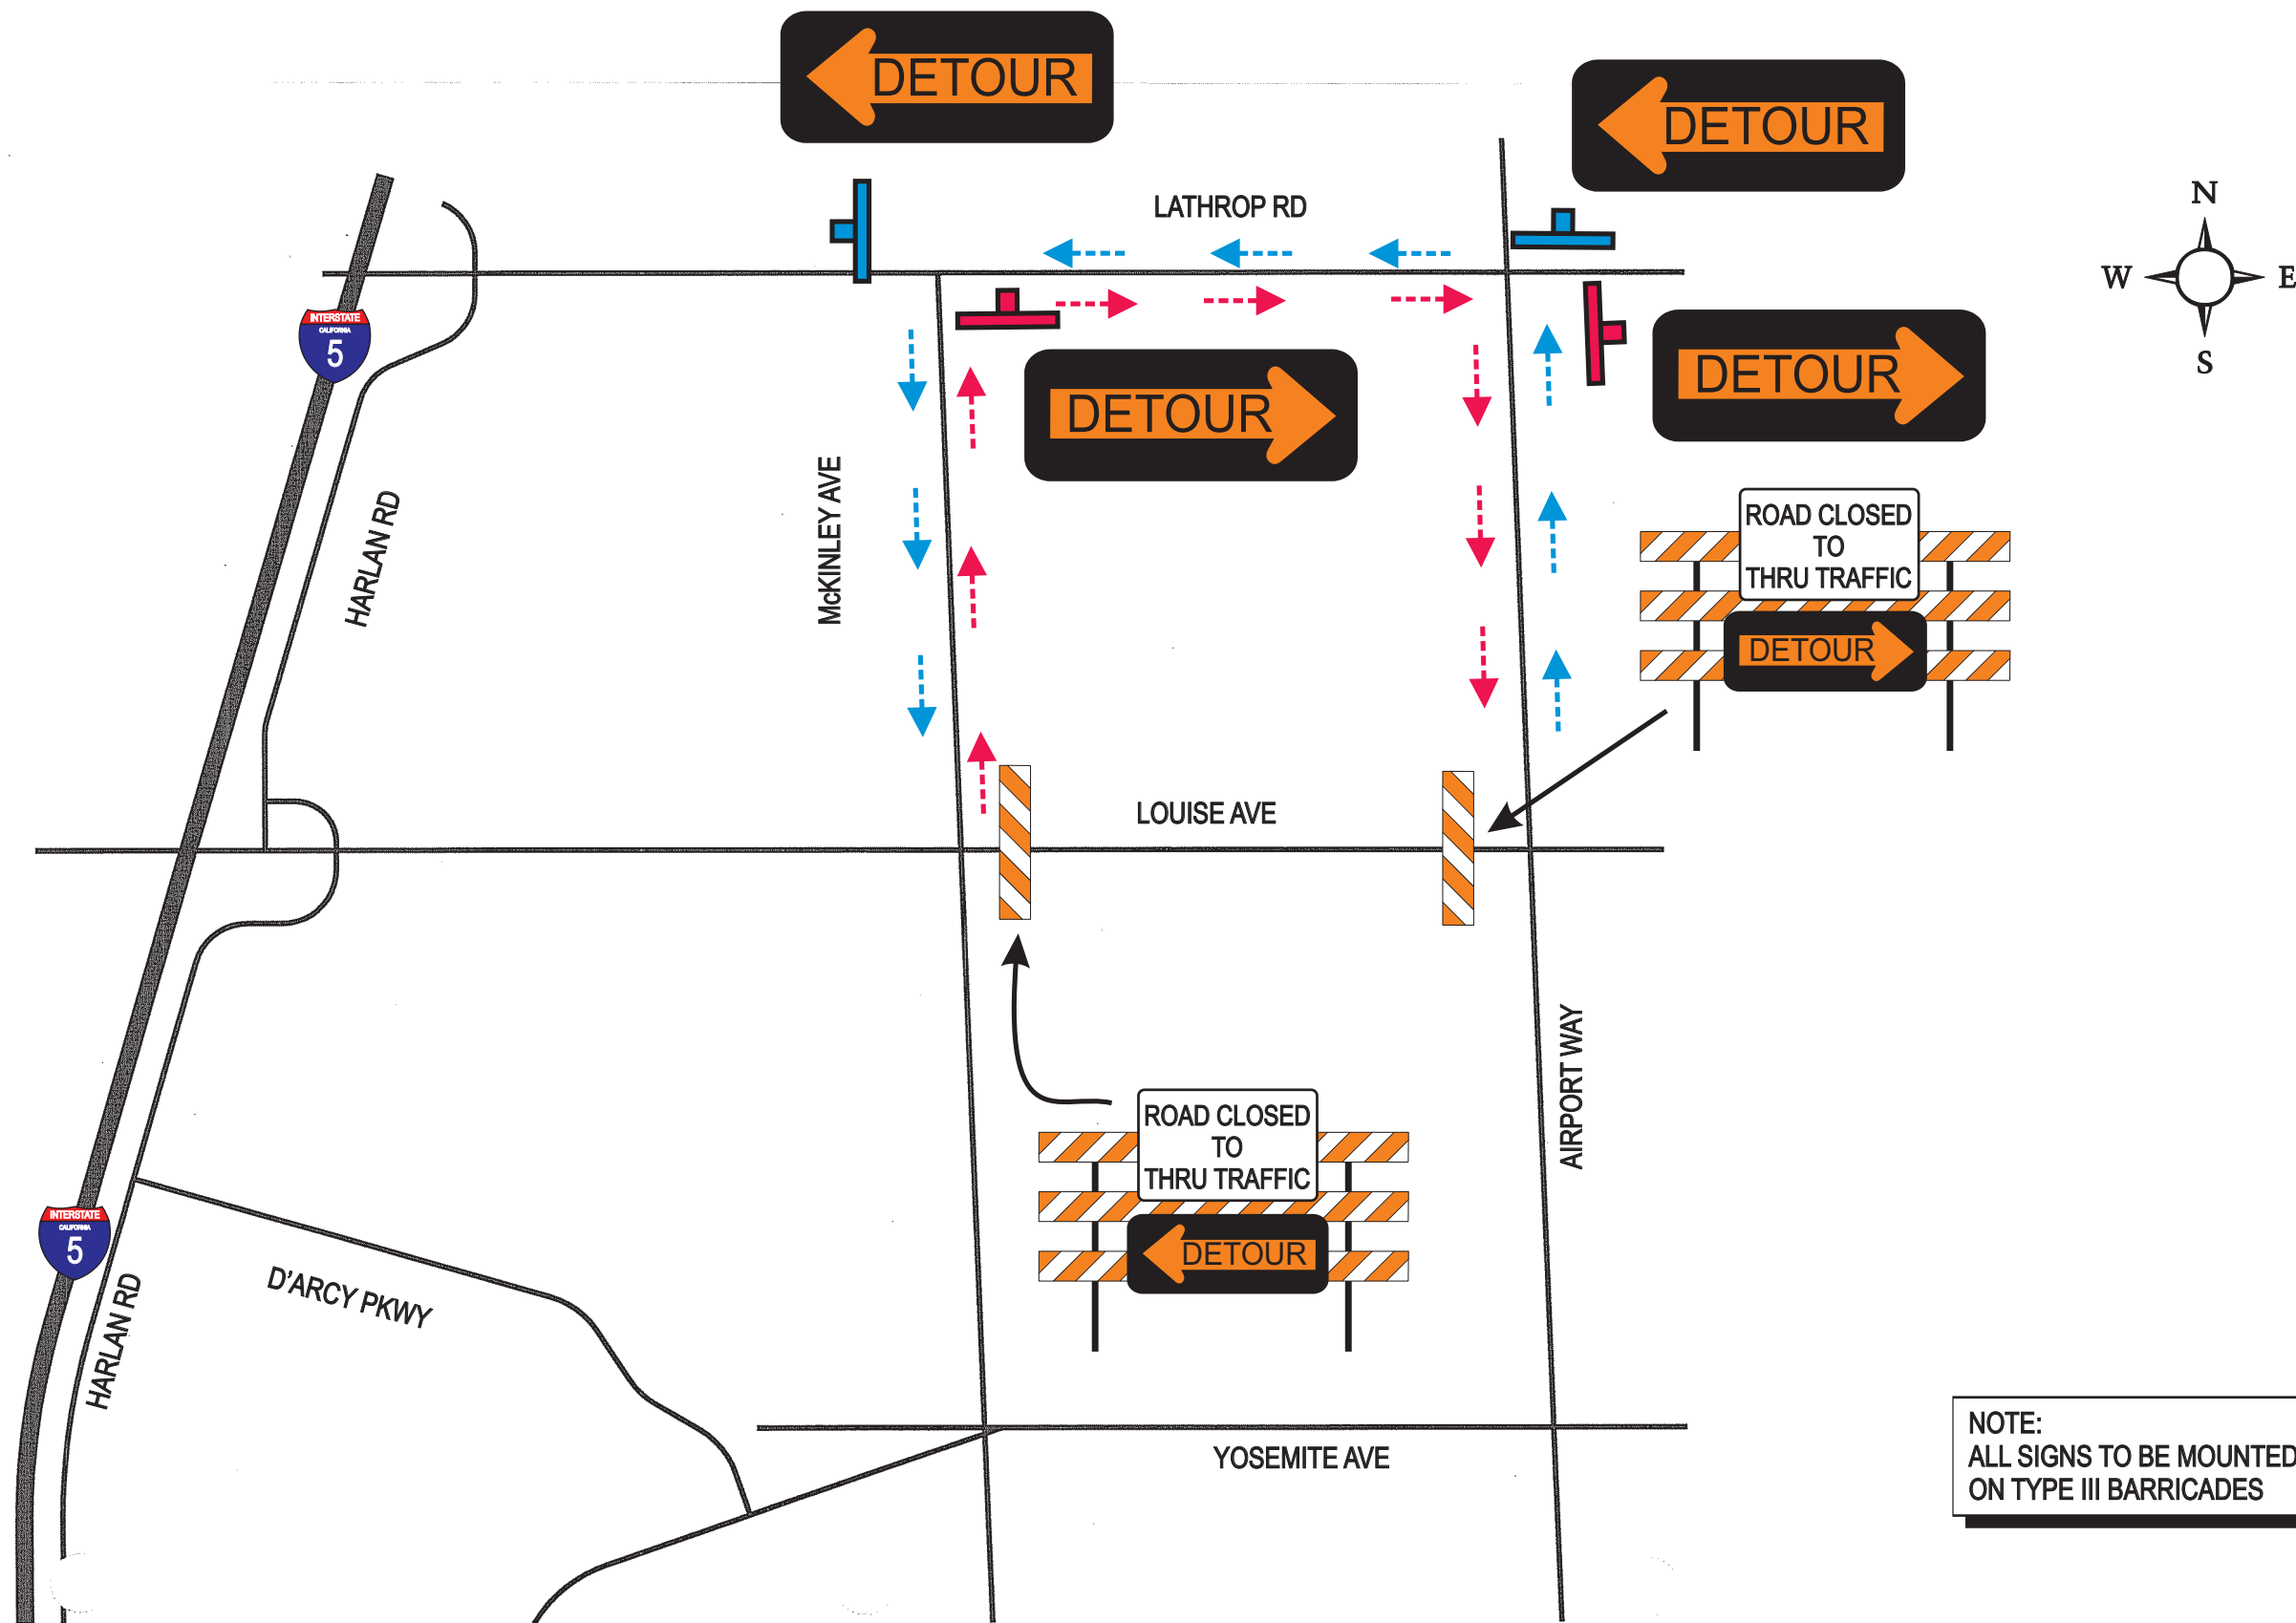 DETOUR
DETOUR
N
W
E
S
LATHROP RD
INTERSTATE
CALIFORNIA
5
DETOUR
DETOUR
McKINLEY AVE
HARLAN RD
ROAD CLOSED
TO
THRU TRAFFIC
DETOUR
LOUISE AVE
AIRPORT WAY
ROAD CLOSED
TO
THRU TRAFFIC
DETOUR
INTERSTATE
CALIFORNIA
5
HARLAN RD
D'ARCY PKWY
YOSEMITE AVE
NOTE:
ALL SIGNS TO BE MOUNTED
ON TYPE III BARRICADES